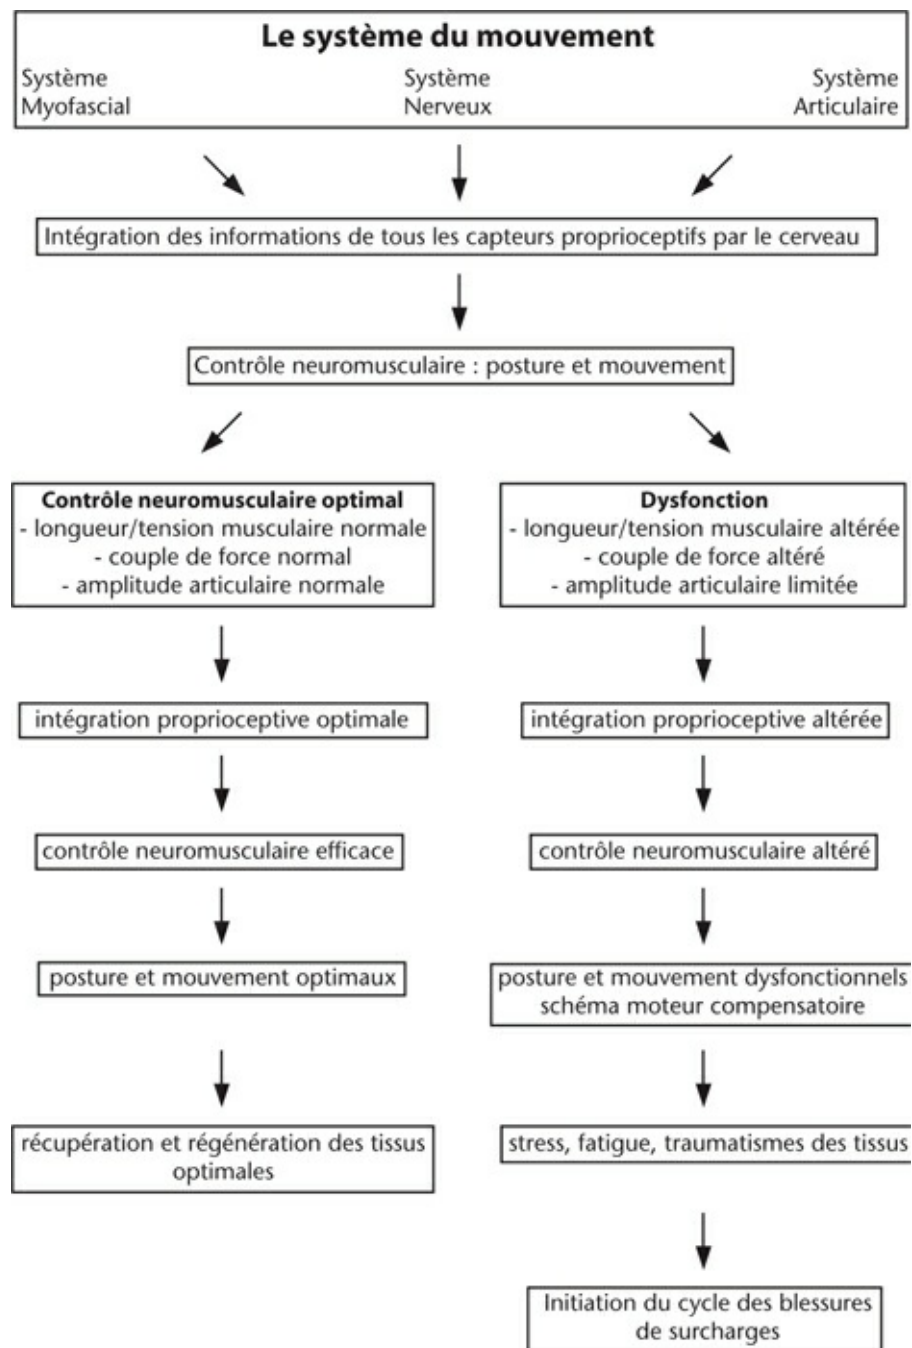 Le système du mouvement
Système Système Système
Myofascial Nerveux Articulaire
Intégration des informations de tous les capteurs proprioceptifs par le cerveau
Contrôle neuromusculaire : posture et mouvement
Contrôle neuromusculaire optimal
- longueur/tension musculaire normale
- couple de force normal
- amplitude articulaire normale
Dysfonction
- longueur/tension musculaire altérée
- couple de force altéré
- amplitude articulaire limitée
intégration proprioceptive optimale
intégration proprioceptive altérée
contrôle neuromusculaire efficace
contrôle neuromusculaire altéré
posture et mouvement optimaux
posture et mouvement dysfonctionnels
schéma moteur compensatoire
récupération et régénération des tissus
optimales
stress, fatigue, traumatismes des tissus
Initiation du cycle des blessures
de surcharges